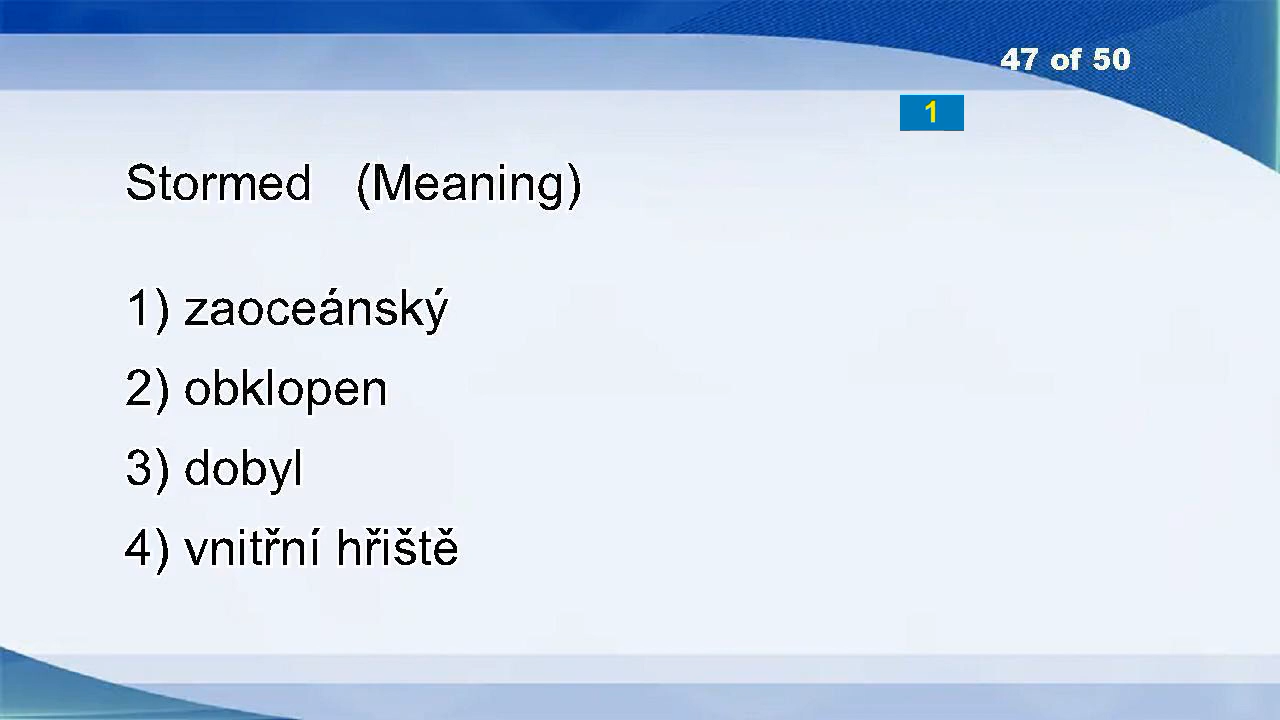 47 of 50
1
Stormed (Meaning)
1) zaoceánský
2) obklopen
3) dobyl
4) vnitřní hřiště